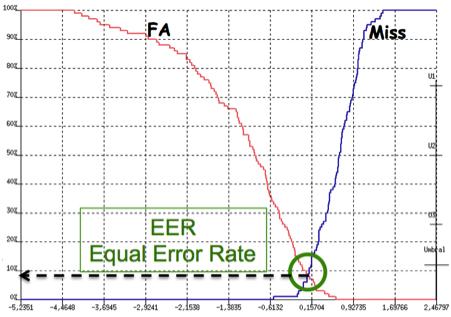 100%
FA
Miss
90%
80%
U1
70%
60%
U2
50%
40%
30%
U3
EER
Equal Error Rate
20%
Umbral
10%
0%
-5,2351 -4.4648 -3,6945 -2.9241 -2.1538 -1.3835 -0,6132 0.15704 0.92735 1.69766 2.46797